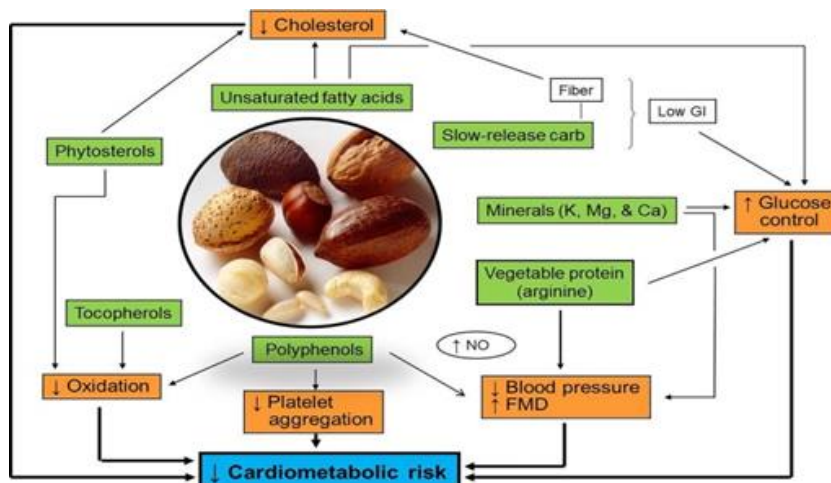 ↓ Cholesterol
Unsaturated fatty acids
Fiber
Low GI
Slow-release carb
Phytosterols
Minerals (K, Mg, & Ca)
↑ Glucose
control
Vegetable protein
(arginine)
Tocopherols
Polyphenols
↑ NO
↓ Oxidation
↓ Platelet
aggregation
↓ Blood pressure
↑ FMD
↓ Cardiometabolic risk